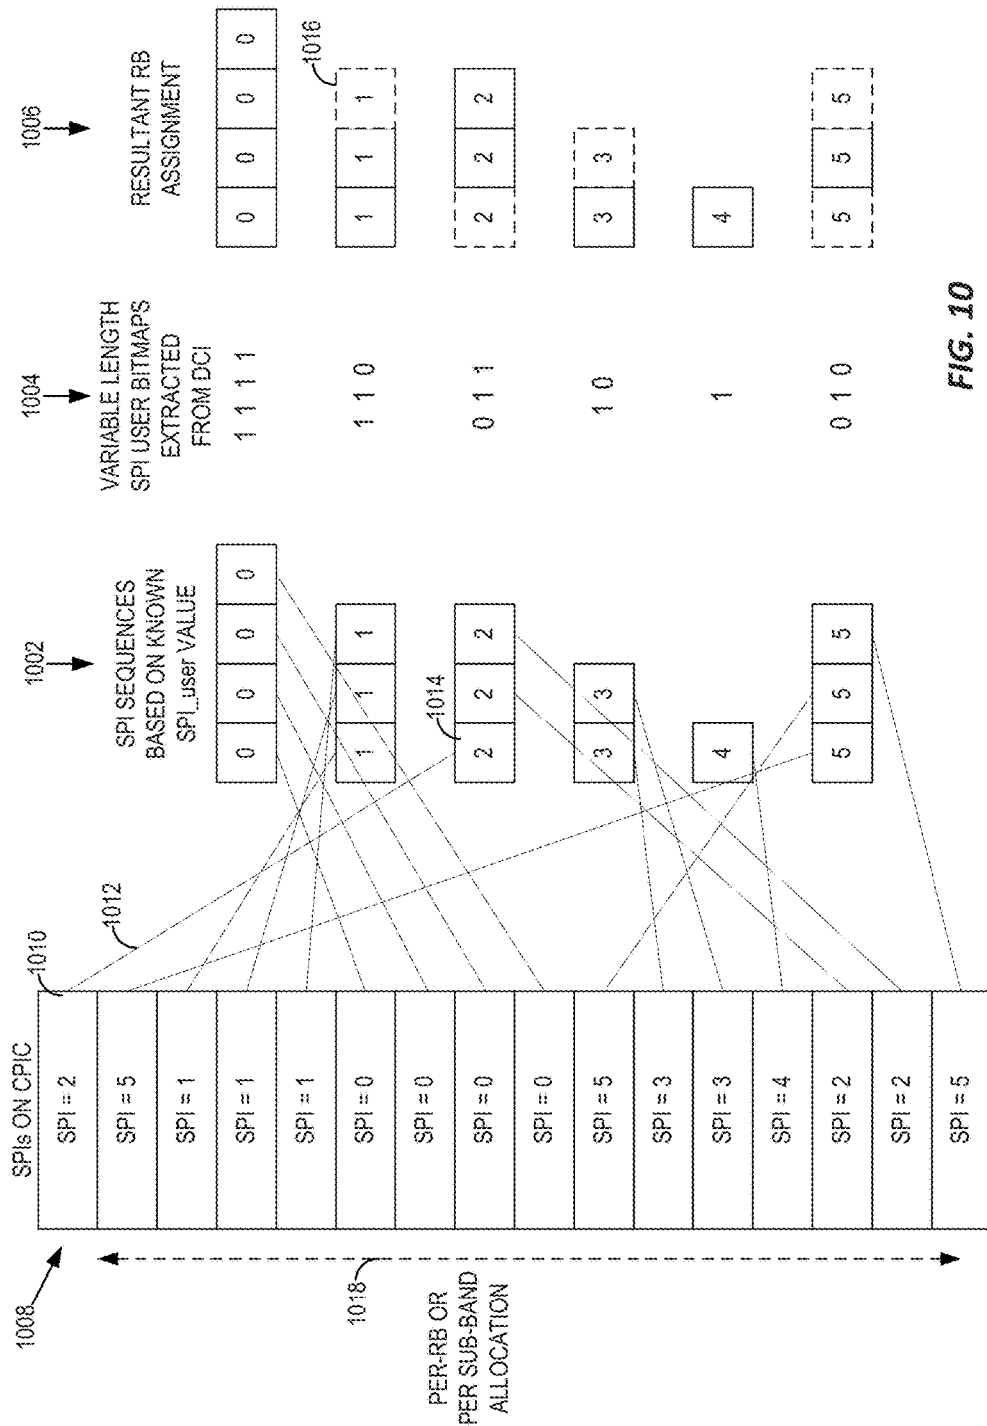 1002
1004
1006
SPI SEQUENCES
BASED ON KNOWN
SPI_user VALUE
VARIABLE LENGTH
SPI USER BITMAPS
EXTRACTED
FROM DCI
RESULTANT RB
ASSIGNMENT
1008
SPIs ON CPIC
1010
1012
1014
1016
1018
PER-RB OR
PER SUB-BAND
ALLOCATION
SPI = 2
SPI = 5
SPI = 1
SPI = 1
SPI = 1
SPI = 0
SPI = 0
SPI = 0
SPI = 0
SPI = 5
SPI = 3
SPI = 3
SPI = 4
SPI = 2
SPI = 2
SPI = 5
0 0 0 0
1 1 1 1
0 0 0 0
1 1 1
1 1 0
1 1 1
2 2 2
0 1 1
2 2 2
3 3
1 0
3 3
4
1
4
5 5 5
0 1 0
5 5 5
FIG. 10